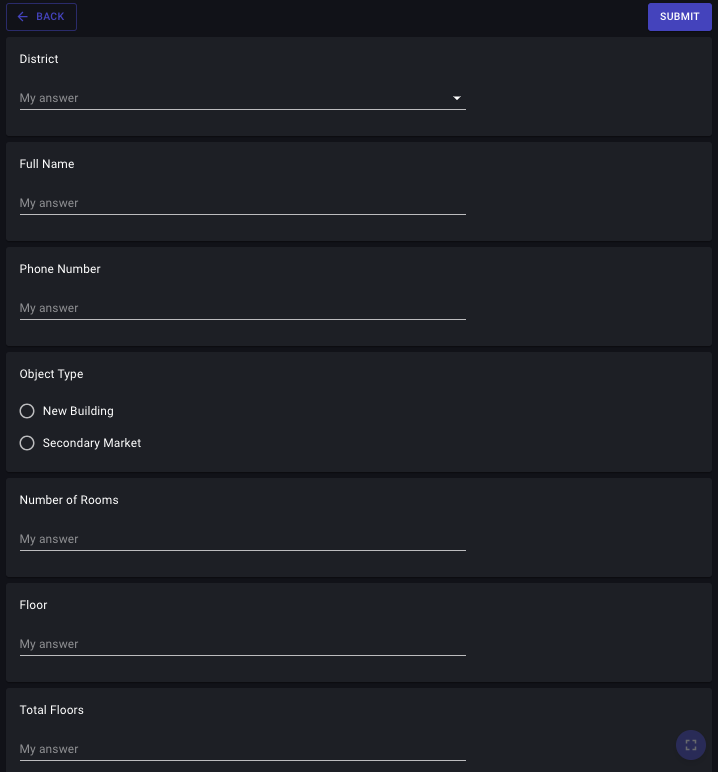 BACK
SUBMIT
District
My answer
Full Name
My answer
Phone Number
My answer
Object Type
New Building
Secondary Market
Number of Rooms
My answer
Floor
My answer
Total Floors
My answer